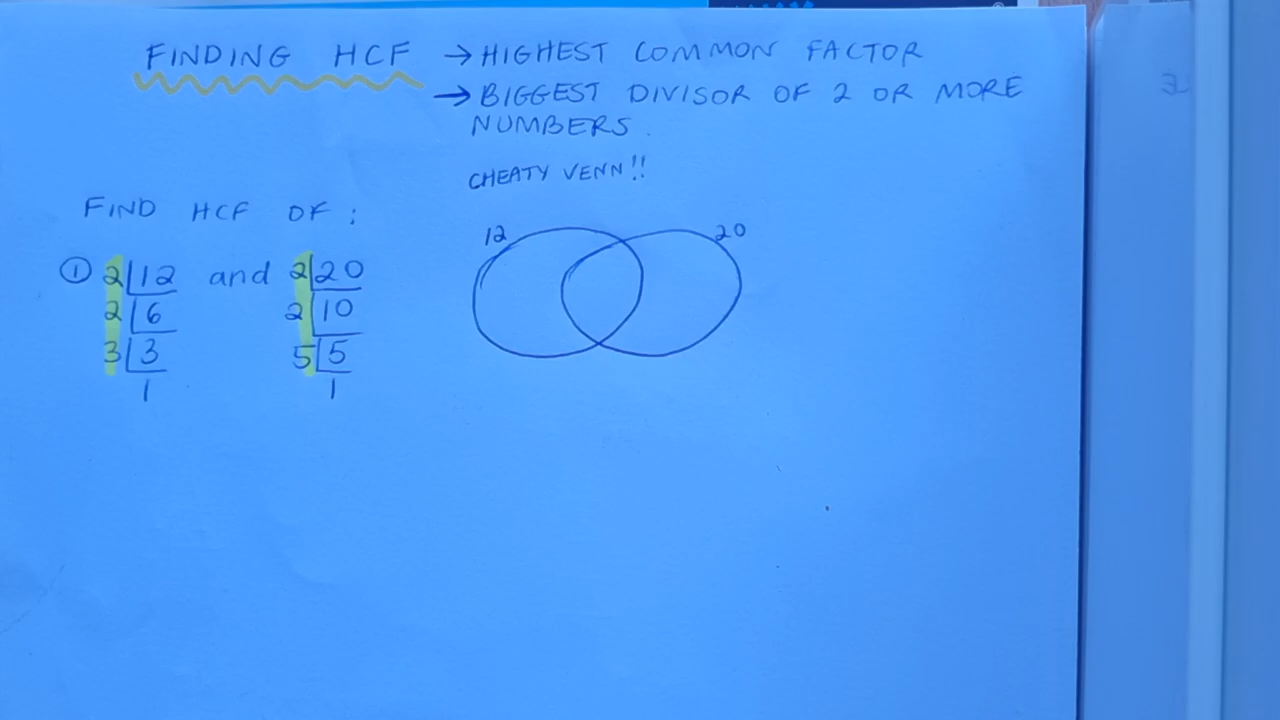 FINDING HCF → HIGHEST COMMON FACTOR
→ BIGGEST DIVISOR OF 2 OR MORE
NUMBERS.
CHEATY VENN!!
FIND HCF OF:
12 20
① 2|12 and 2|20
2|6 2|10
3|3 5|5
1 1